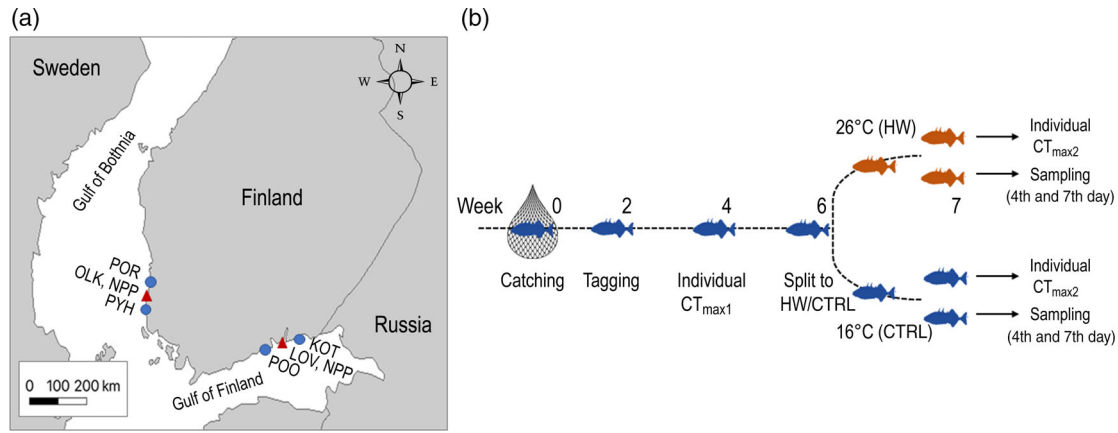 (a)
Sweden
N
W
E
S
Gulf of Bothnia
Finland
POR
OLK, NPP
PYH
Russia
KOT
LOV, NPP
POO
Gulf of Finland
0 100 200 km
(b)
26°C (HW)
Individual
CTmax2
Sampling
(4th and 7th day)
Week 0 2 4 6 7
Catching
Tagging
Individual
CTmax1
Split to
HW/CTRL
16°C (CTRL)
Individual
CTmax2
Sampling
(4th and 7th day)